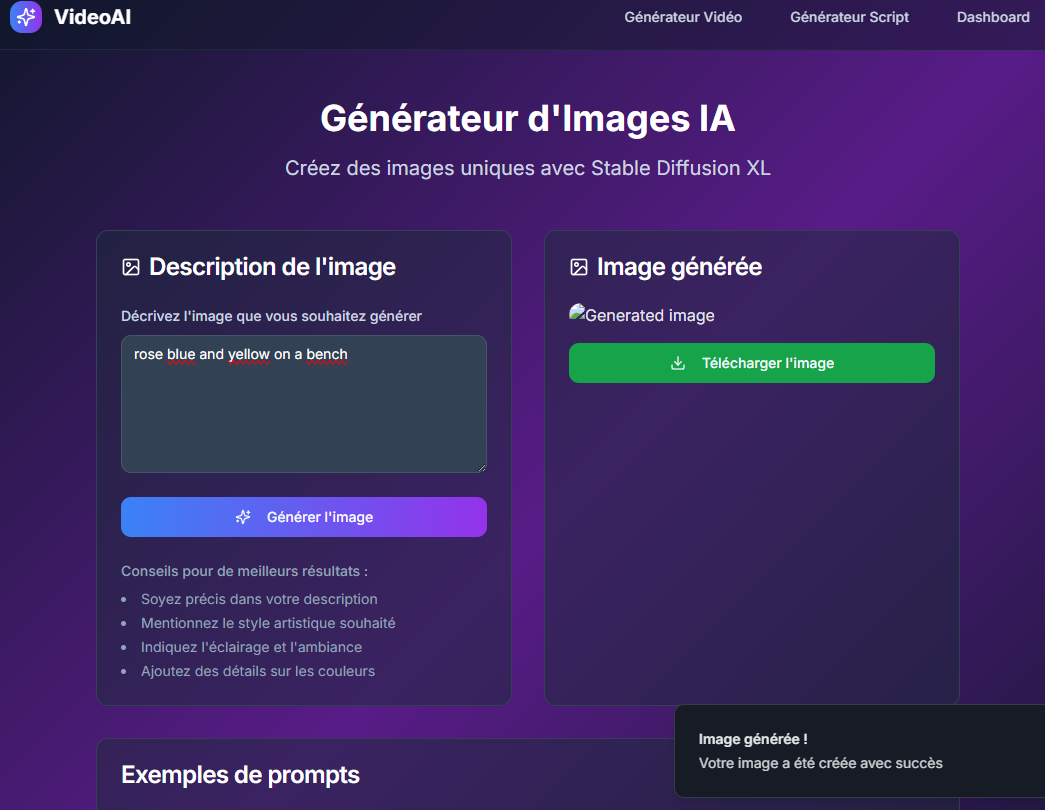 VideoAI
Générateur Vidéo
Générateur Script
Dashboard
Générateur d'Images IA
Créez des images uniques avec Stable Diffusion XL
Description de l'image
Décrivez l'image que vous souhaitez générer
rose blue and yellow on a bench
Générer l'image
Conseils pour de meilleurs résultats :
Soyez précis dans votre description
Mentionnez le style artistique souhaité
Indiquez l'éclairage et l'ambiance
Ajoutez des détails sur les couleurs
Image générée
Generated image
Télécharger l'image
Exemples de prompts
Image générée !
Votre image a été créée avec succès